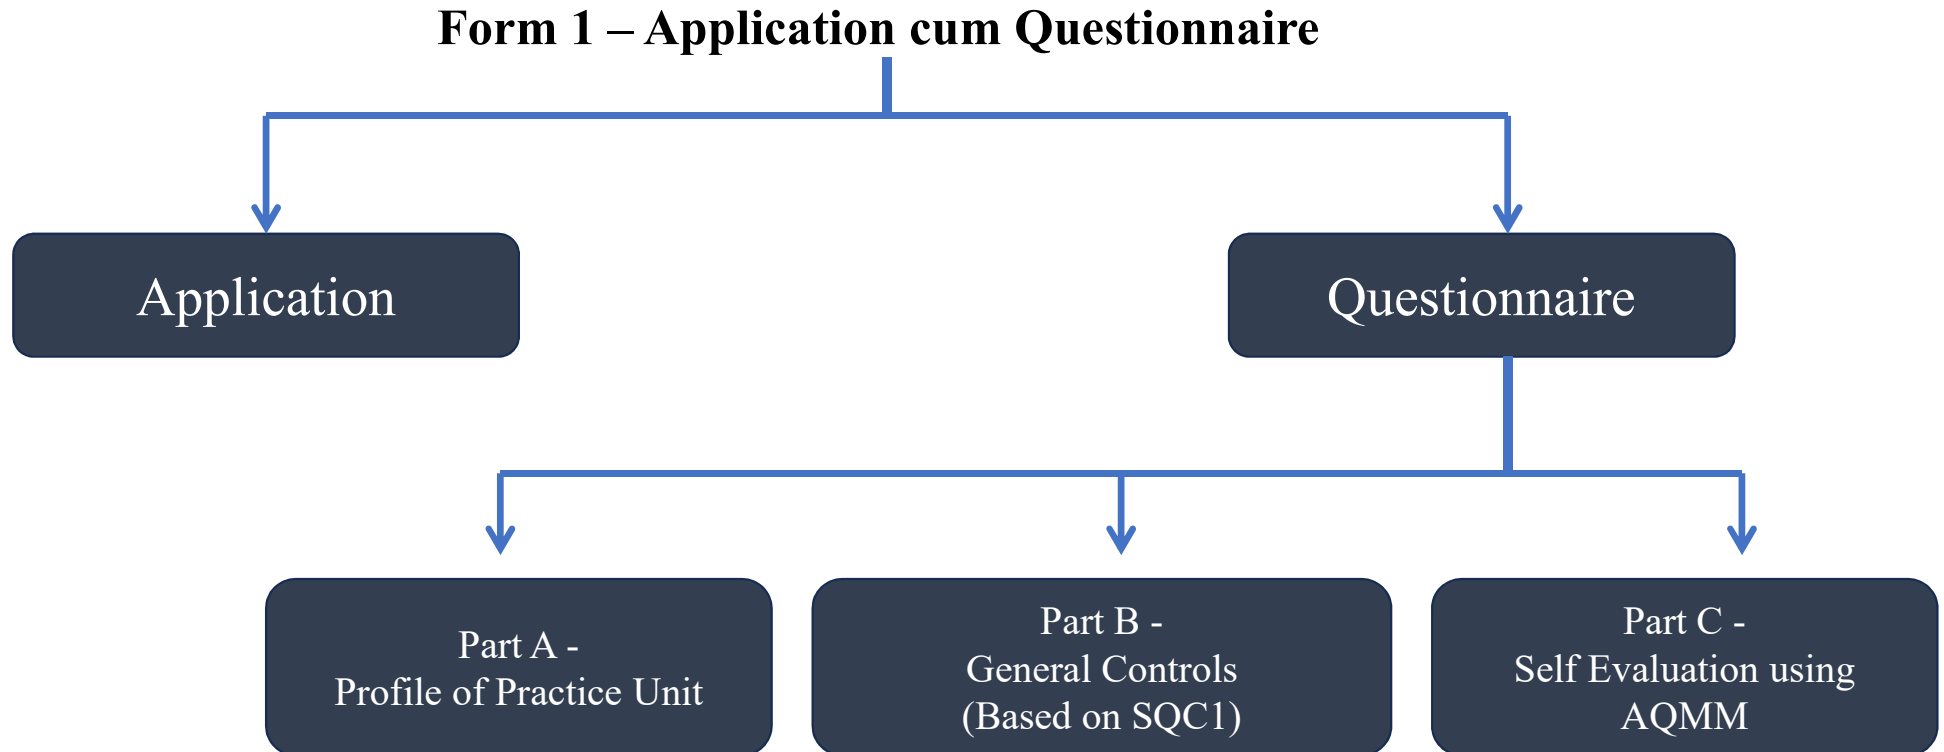 Form 1 – Application cum Questionnaire
Application
Questionnaire
Part A -
Profile of Practice Unit
Part B -
General Controls
(Based on SQC1)
Part C -
Self Evaluation using
AQMM